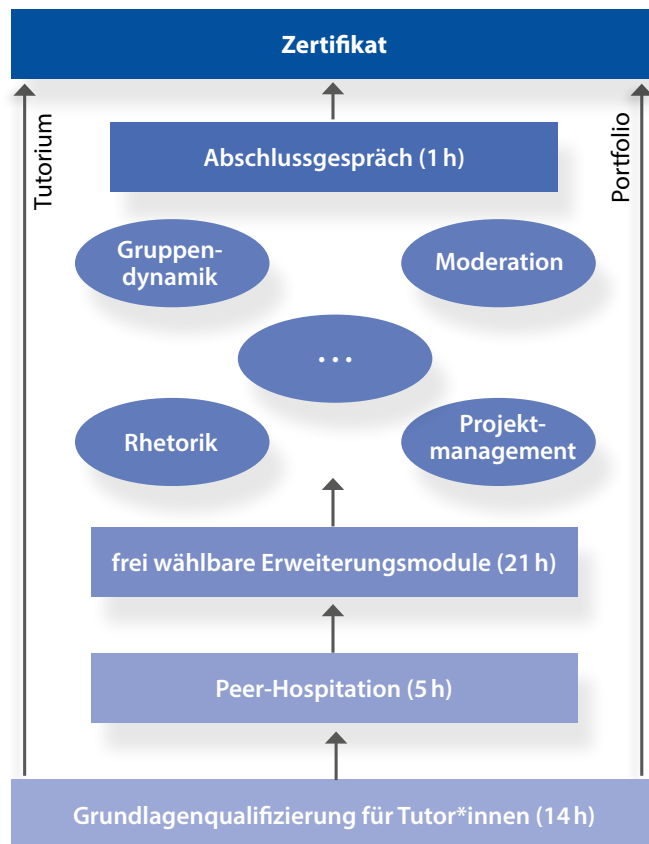 Zertifikat
Tutorium
Portfolio
Abschlussgespräch (1 h)
Gruppen-
dynamik
Moderation
...
Rhetorik
Projekt-
management
frei wählbare Erweiterungsmodule (21 h)
Peer-Hospitation (5 h)
Grundlagenqualifizierung für Tutor*innen (14 h)